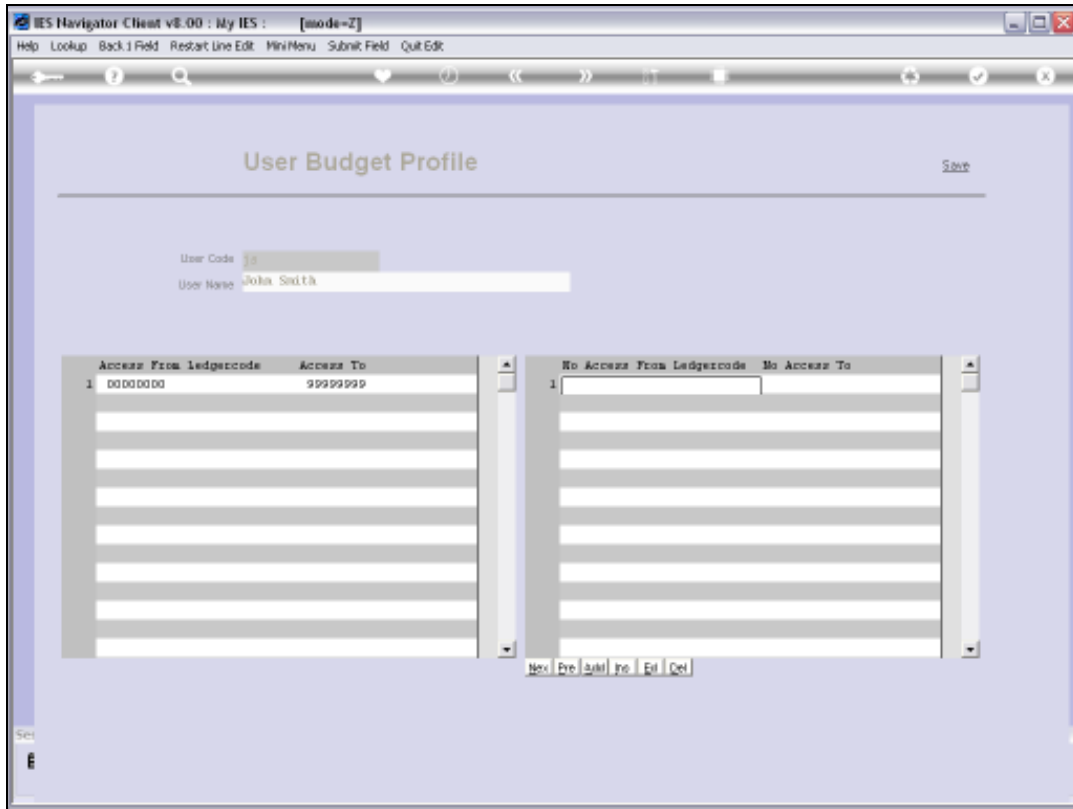 IES Navigator Client v8.00 : My IES : [mode=Z]
Help Lookup Back 1 Field Restart Line Edit MiniMenu Submit Field Quit Edit
User Budget Profile
Save
User Code js
User Name John Smith
Access From Ledgercode Access To
1 00000000 99999999
No Access From Ledgercode No Access To
1
Nex Pre Add Ins Ed Del